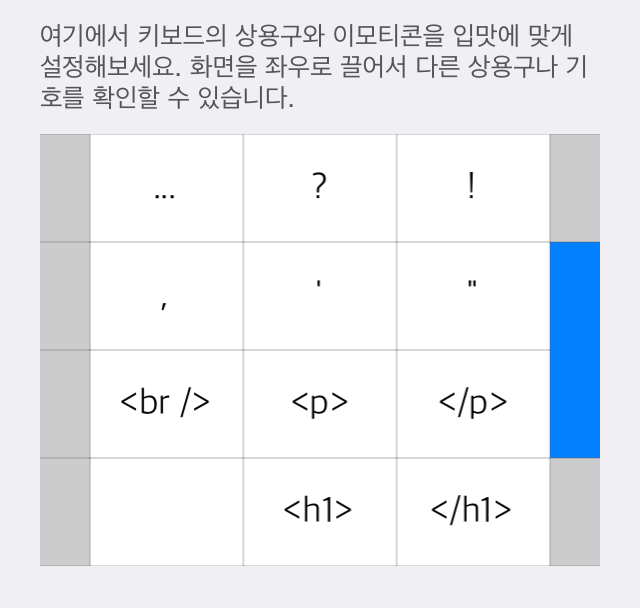 여기에서 키보드의 상용구와 이모티콘을 입맛에 맞게
설정해보세요. 화면을 좌우로 끌어서 다른 상용구나 기
호를 확인할 수 있습니다.
... ? !
, ' "
<br /> <p> </p>
<h1> </h1>